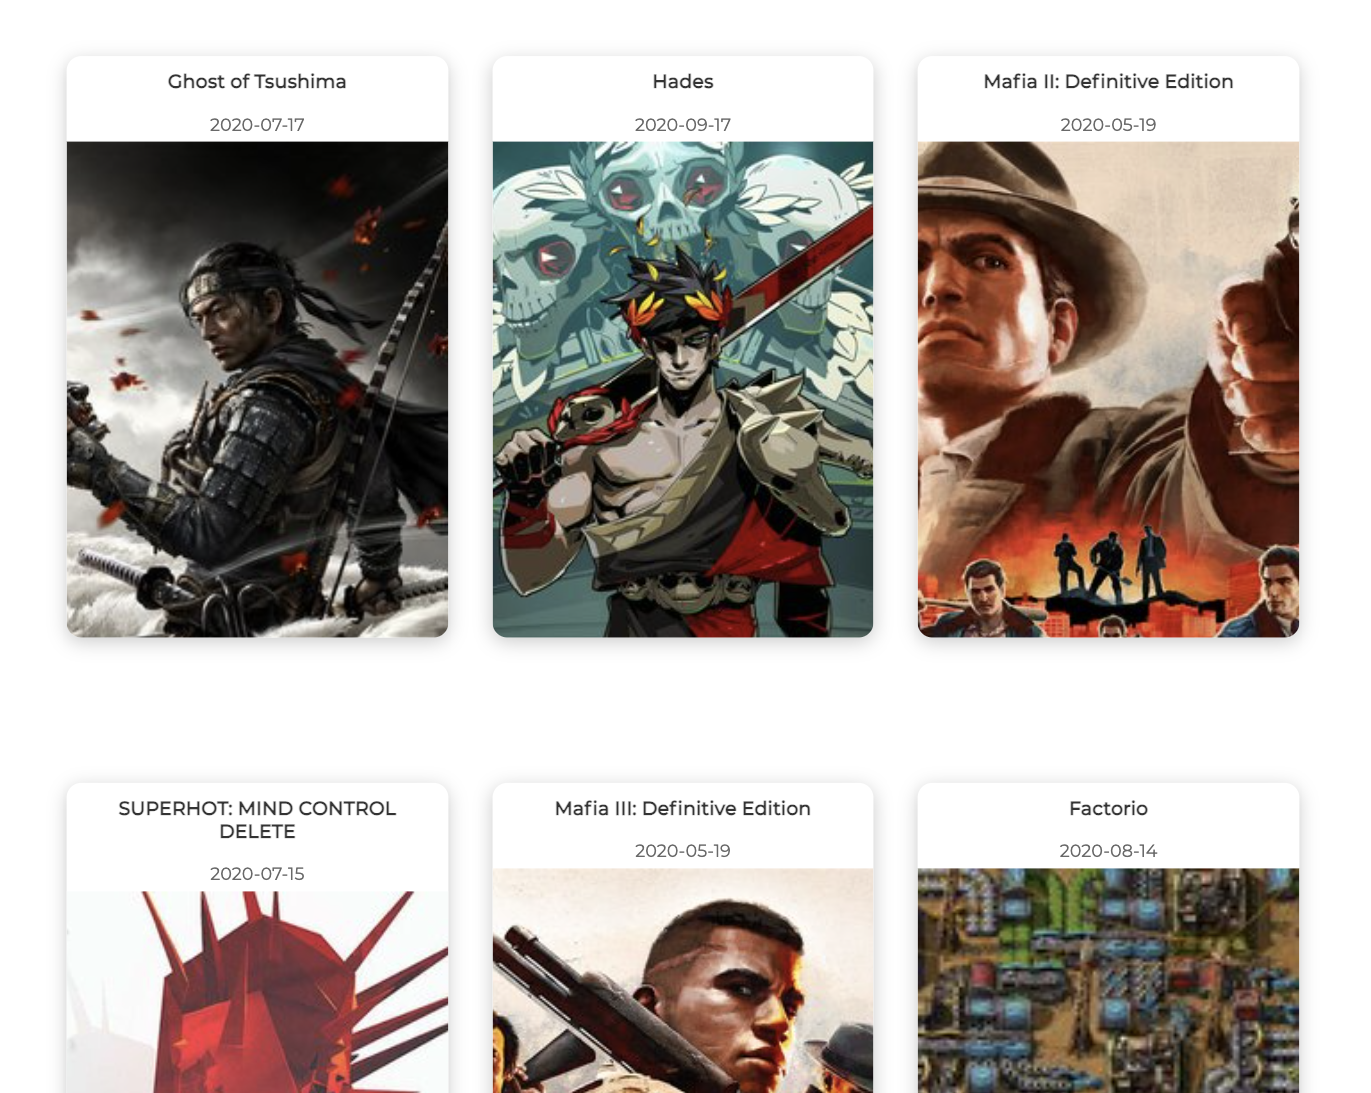 Ghost of Tsushima
2020-07-17
Hades
2020-09-17
Mafia II: Definitive Edition
2020-05-19
SUPERHOT: MIND CONTROL
DELETE
2020-07-15
Mafia III: Definitive Edition
2020-05-19
Factorio
2020-08-14